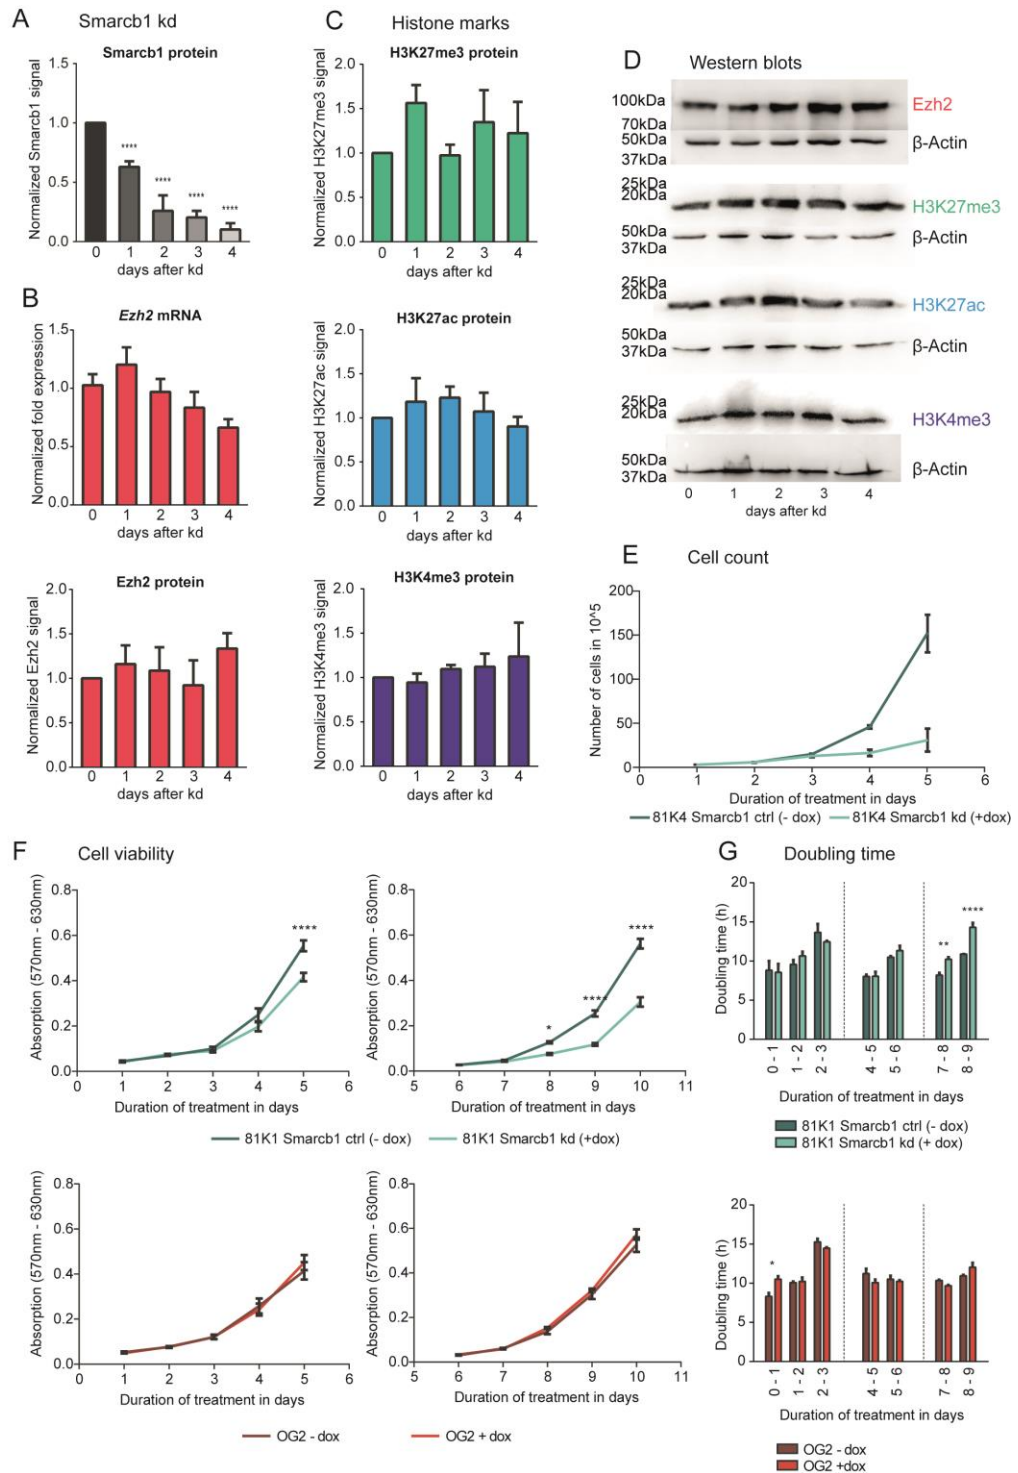 A Smarcb1 kd
Smarcb1 protein
Normalized Smarcb1 signal
1.5
1.0
0.5
0.0
**** **** **** ****
0 1 2 3 4
days after kd
B
Ezh2 mRNA
Normalized fold expression
1.5
1.0
0.5
0.0
0 1 2 3 4
days after kd
Ezh2 protein
Normalized Ezh2 signal
2.0
1.5
1.0
0.5
0.0
0 1 2 3 4
days after kd
C Histone marks
H3K27me3 protein
Normalized H3K27me3 signal
2.0
1.5
1.0
0.5
0.0
0 1 2 3 4
days after kd
H3K27ac protein
Normalized H3K27ac signal
2.0
1.5
1.0
0.5
0.0
0 1 2 3 4
days after kd
H3K4me3 protein
Normalized H3K4me3 signal
2.0
1.5
1.0
0.5
0.0
0 1 2 3 4
days after kd
D Western blots
100kDa
70kDa
Ezh2
50kDa
37kDa
β-Actin
25kDa
20kDa
H3K27me3
50kDa
37kDa
β-Actin
25kDa
20kDa
H3K27ac
50kDa
37kDa
β-Actin
25kDa
20kDa
H3K4me3
50kDa
37kDa
β-Actin
0 1 2 3 4
days after kd
E Cell count
Number of cells in 10^5
200
150
100
50
0
0 1 2 3 4 5 6
Duration of treatment in days
81K4 Smarcb1 ctrl (- dox) 81K4 Smarcb1 kd (+dox)
F Cell viability
Absorption (570nm - 630nm)
0.8
0.6
0.4
0.2
0.0
****
0 1 2 3 4 5 6
Duration of treatment in days
Absorption (570nm - 630nm)
0.8
0.6
0.4
0.2
0.0
* **** ****
5 6 7 8 9 10 11
Duration of treatment in days
81K1 Smarcb1 ctrl (- dox) 81K1 Smarcb1 kd (+dox)
Absorption (570nm - 630nm)
0.8
0.6
0.4
0.2
0.0
0 1 2 3 4 5 6
Duration of treatment in days
Absorption (570nm - 630nm)
0.8
0.6
0.4
0.2
0.0
5 6 7 8 9 10 11
Duration of treatment in days
OG2 - dox OG2 + dox
G Doubling time
Doubling time (h)
20
15
10
5
0
** ****
0 - 1 1 - 2 2 - 3 4 - 5 5 - 6 7 - 8 8 - 9
Duration of treatment in days
81K1 Smarcb1 ctrl (- dox)
81K1 Smarcb1 kd (+ dox)
Doubling time (h)
20
15
10
5
0
*
0 - 1 1 - 2 2 - 3 4 - 5 5 - 6 7 - 8 8 - 9
Duration of treatment in days
OG2 - dox
OG2 +dox